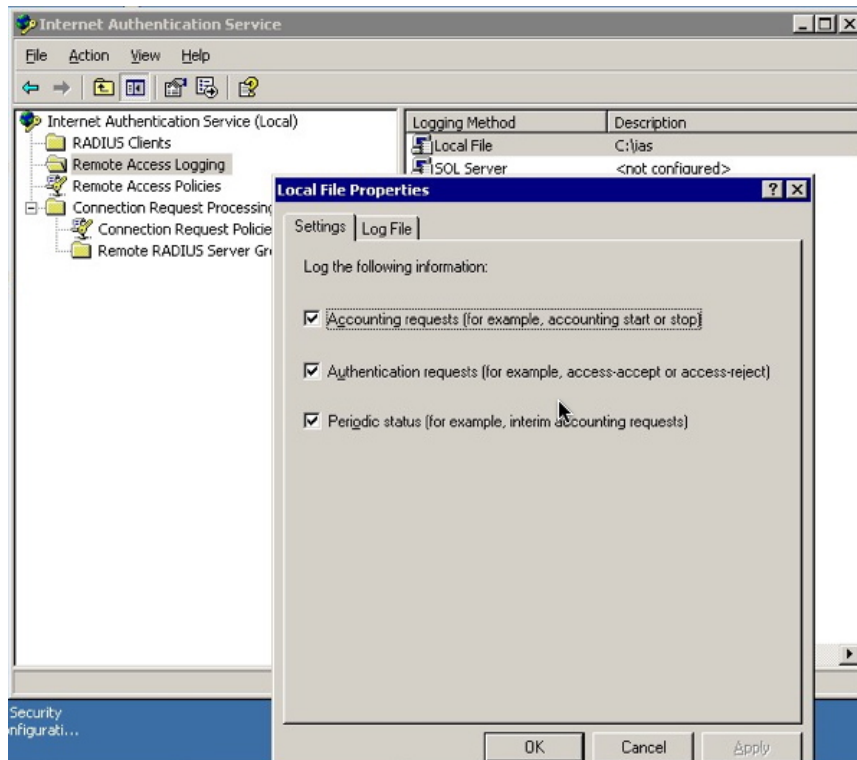 Internet Authentication Service
File Action View Help
Internet Authentication Service (Local)
RADIUS Clients
Remote Access Logging
Remote Access Policies
Connection Request Processing
Connection Request Policie
Remote RADIUS Server Gr
Logging Method Description
Local File C:\ias
SQL Server <not configured>
Local File Properties
Settings Log File
Log the following information:
Accounting requests (for example, accounting start or stop)
Authentication requests (for example, access-accept or access-reject)
Periodic status (for example, interim accounting requests)
OK Cancel Apply
Security
nfigurati...